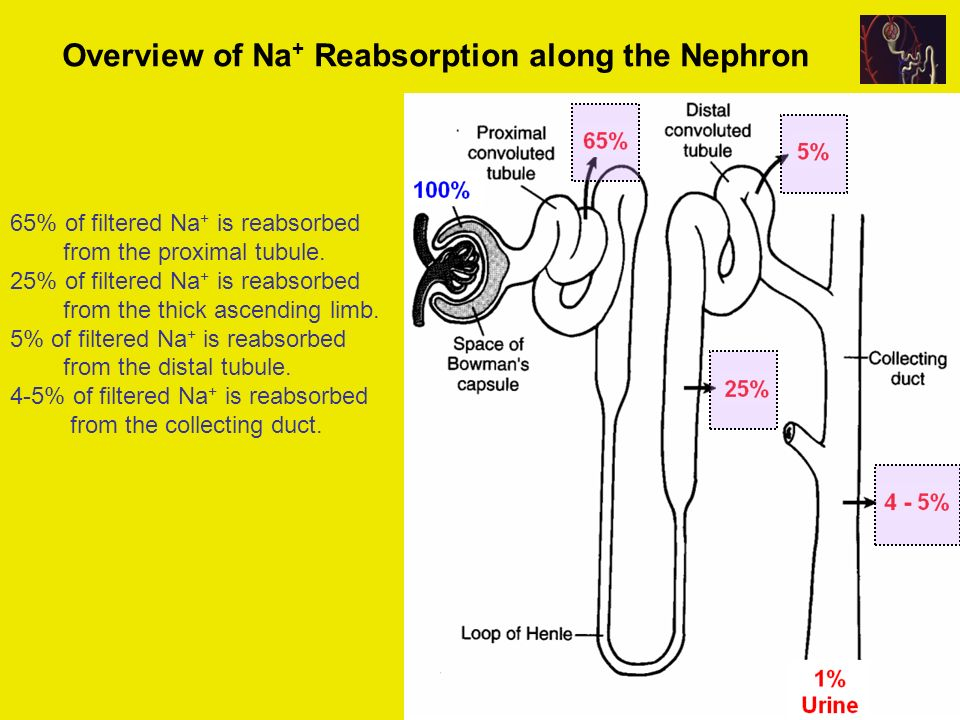 Overview of Na⁺ Reabsorption along the Nephron
65% of filtered Na⁺ is reabsorbed
from the proximal tubule.
25% of filtered Na⁺ is reabsorbed
from the thick ascending limb.
5% of filtered Na⁺ is reabsorbed
from the distal tubule.
4-5% of filtered Na⁺ is reabsorbed
from the collecting duct.
Proximal
convoluted
tubule
65%
Distal
convoluted
tubule
5%
100%
Space of
Bowman's
capsule
25%
Collecting
duct
4 - 5%
Loop of Henle
1%
Urine